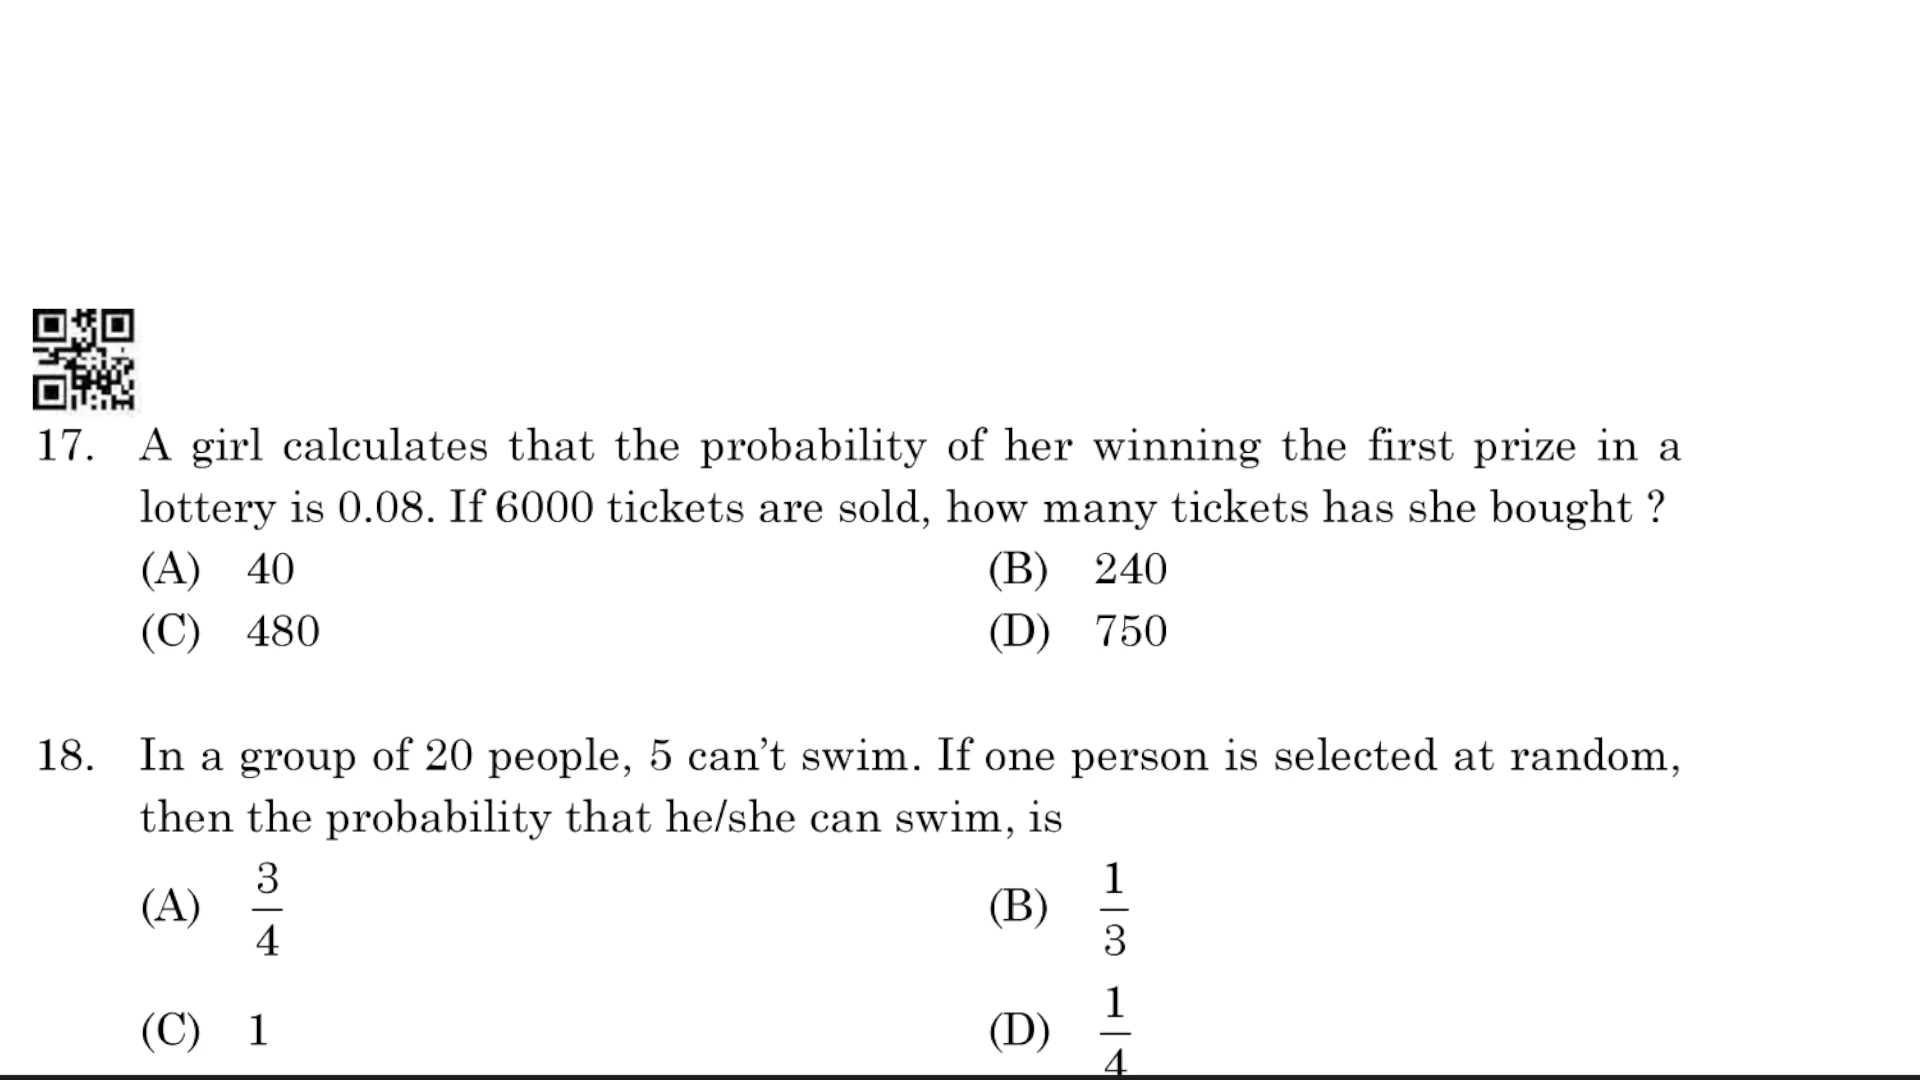 17. A girl calculates that the probability of her winning the first prize in a
lottery is 0.08. If 6000 tickets are sold, how many tickets has she bought ?
(A) 40 (B) 240
(C) 480 (D) 750
18. In a group of 20 people, 5 can't swim. If one person is selected at random,
then the probability that he/she can swim, is
(A) 3/4 (B) 1/3
(C) 1 (D) 1/4